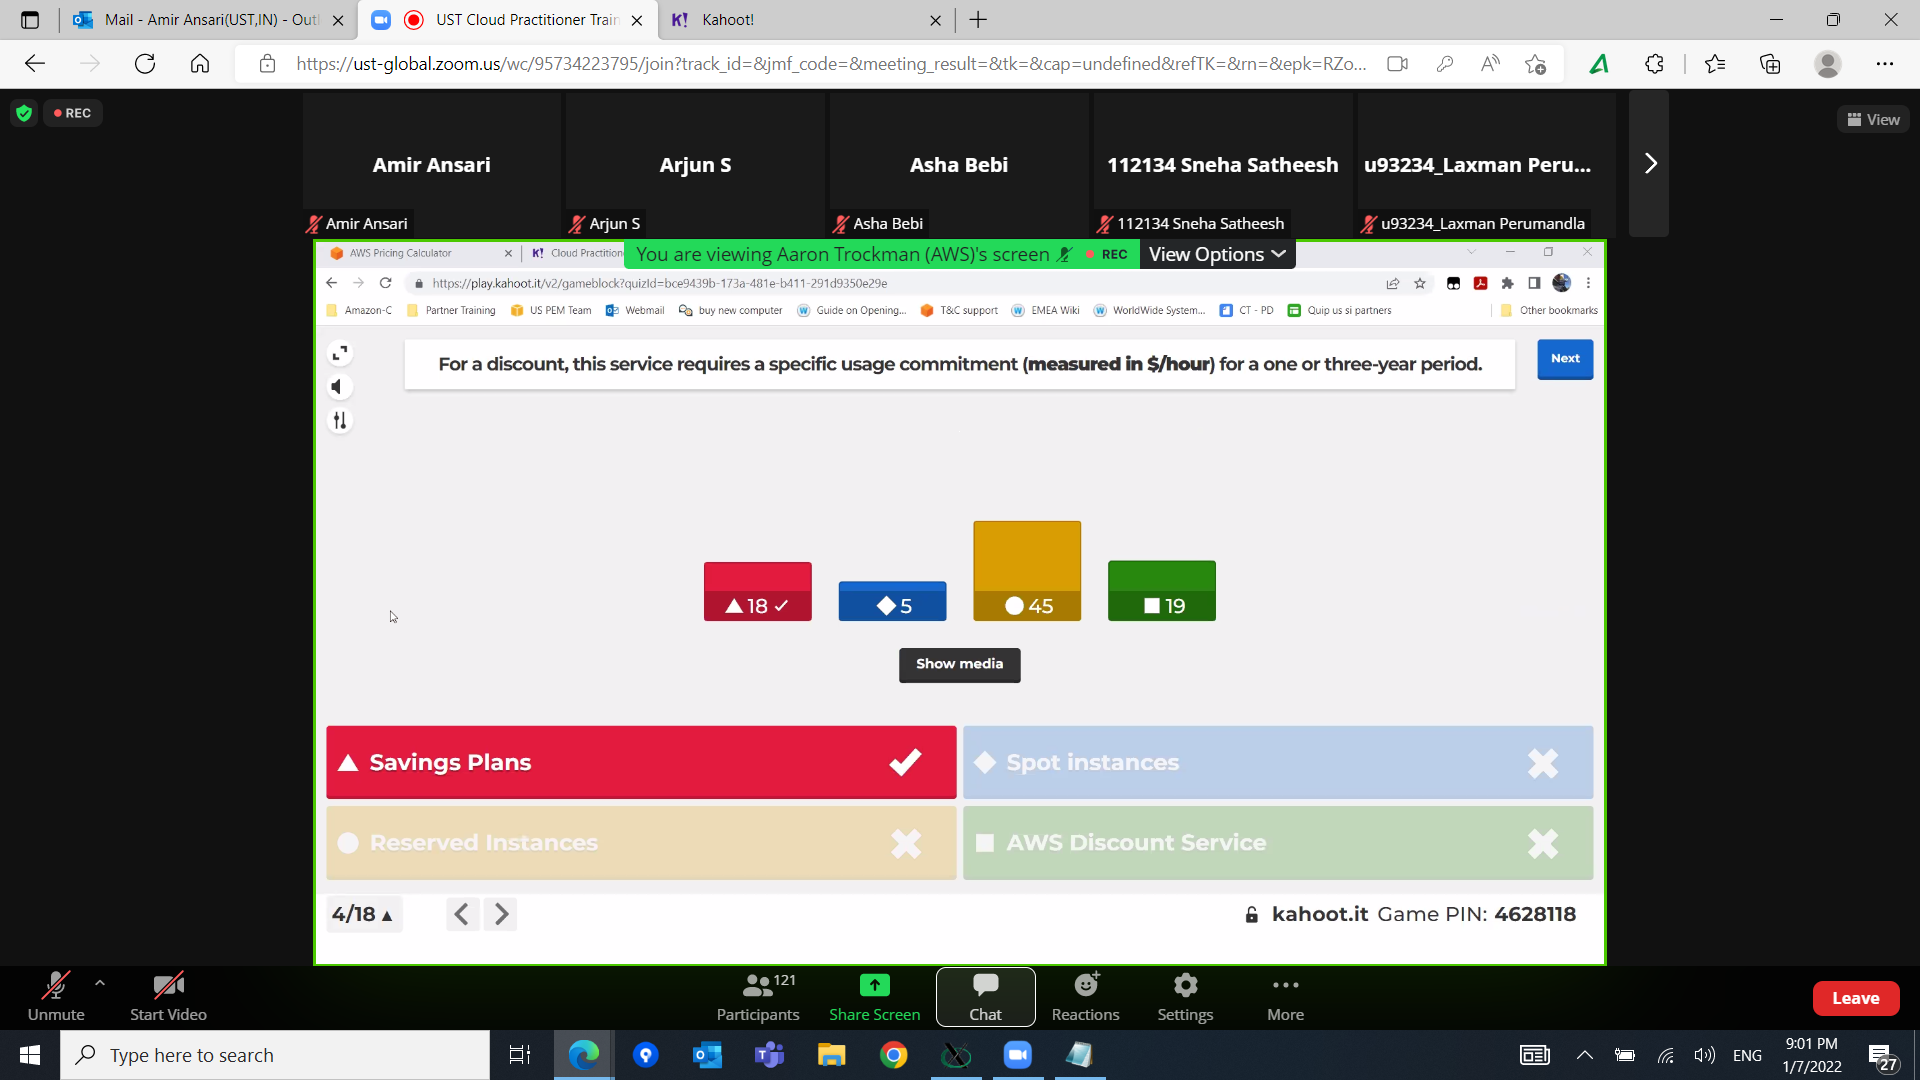 Mail - Amir Ansari(UST,IN) - Outl
UST Cloud Practitioner Train
K! Kahoot!
https://ust-global.zoom.us/wc/95734223795/join?track_id=&jmf_code=&meeting_result=&tk=&cap=undefined&refTK=&rn=&epk=RZo...
REC
View
Amir Ansari
Arjun S
Asha Bebi
112134 Sneha Satheesh
u93234_Laxman Peru...
Amir Ansari
Arjun S
Asha Bebi
112134 Sneha Satheesh
u93234_Laxman Perumandla
AWS Pricing Calculator
K! Cloud Practition
You are viewing Aaron Trockman (AWS)'s screen
REC
View Options
https://play.kahoot.it/v2/gameblock?quizId=bce9439b-173a-481e-b411-291d9350e29e
Amazon-C
Partner Training
US PEM Team
Webmail
buy new computer
Guide on Opening...
T&C support
EMEA Wiki
WorldWide System...
CT - PD
Quip us si partners
Other bookmarks
For a discount, this service requires a specific usage commitment (measured in $/hour) for a one or three-year period.
Next
18
5
45
19
Show media
Savings Plans
Spot instances
Reserved Instances
AWS Discount Service
4/18
kahoot.it Game PIN: 4628118
Unmute
Start Video
121
Participants
Share Screen
Chat
Reactions
Settings
More
Leave
Type here to search
ENG
9:01 PM
1/7/2022
27